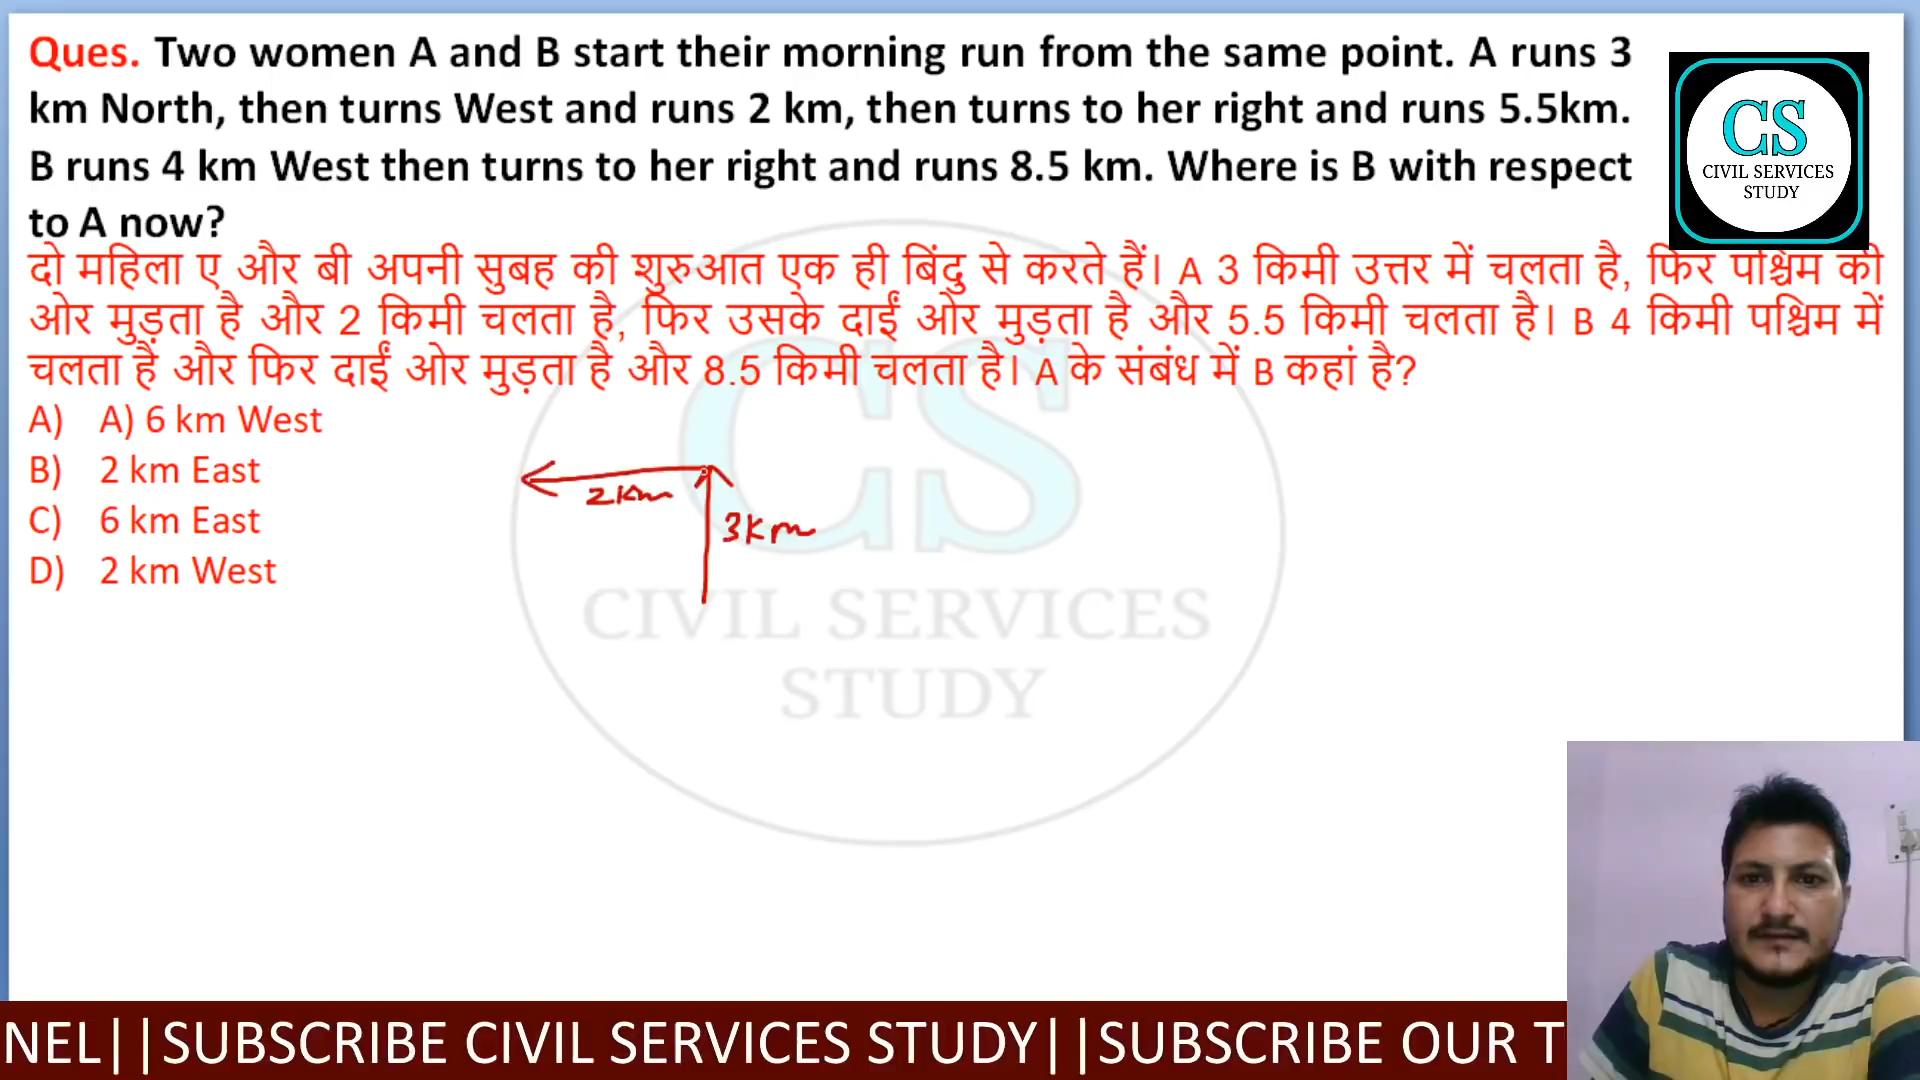 Ques. Two women A and B start their morning run from the same point. A runs 3
km North, then turns West and runs 2 km, then turns to her right and runs 5.5km.
B runs 4 km West then turns to her right and runs 8.5 km. Where is B with respect
to A now?
CS
CIVIL SERVICES
STUDY
दो महिला ए और बी अपनी सुबह की शुरुआत एक ही बिंदु से करते हैं। A 3 किमी उत्तर में चलता है, फिर पश्चिम की
ओर मुड़ता है और 2 किमी चलता है, फिर उसके दाईं ओर मुड़ता है और 5.5 किमी चलता है। B 4 किमी पश्चिम में
चलता है और फिर दाईं ओर मुड़ता है और 8.5 किमी चलता है। A के संबंध में B कहां है?
A) A) 6 km West
B) 2 km East
C) 6 km East
D) 2 km West
2Km
3Km
CS
CIVIL SERVICES
STUDY
NEL||SUBSCRIBE CIVIL SERVICES STUDY||SUBSCRIBE OUR T